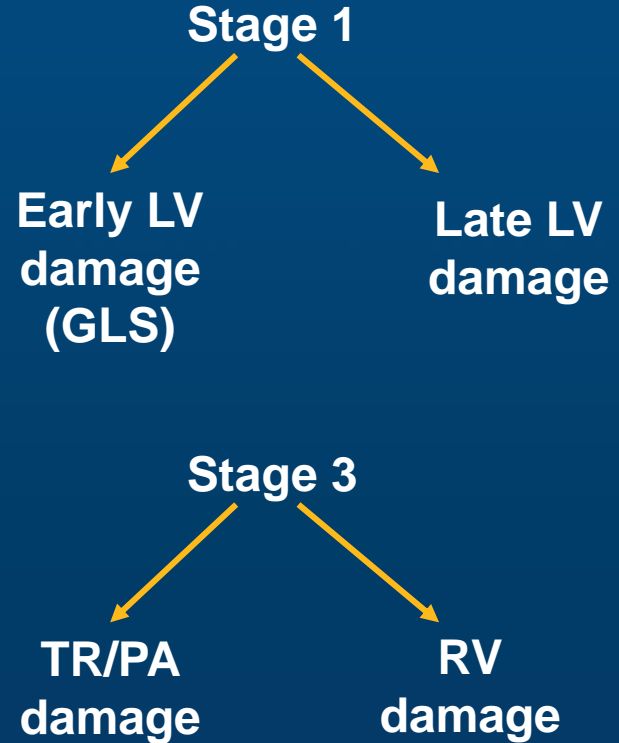 Stage 1
Early LV
damage
(GLS)
Late LV
damage
Stage 3
TR/PA
damage
RV
damage